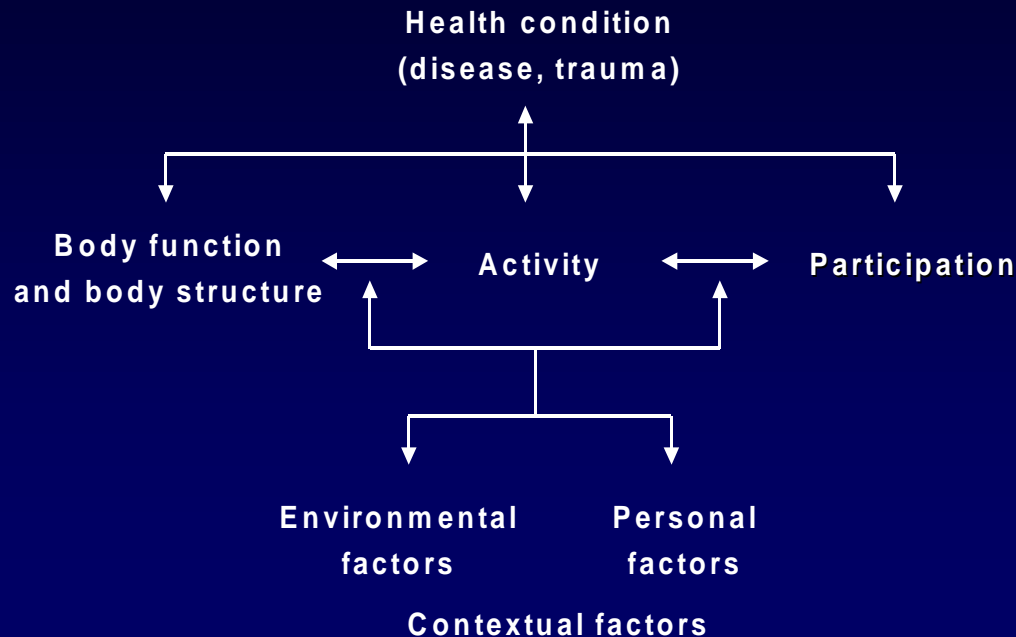 Health condition
(disease, trauma)
Body function
and body structure
Activity
Participation
Environmental
factors
Personal
factors
Contextual factors